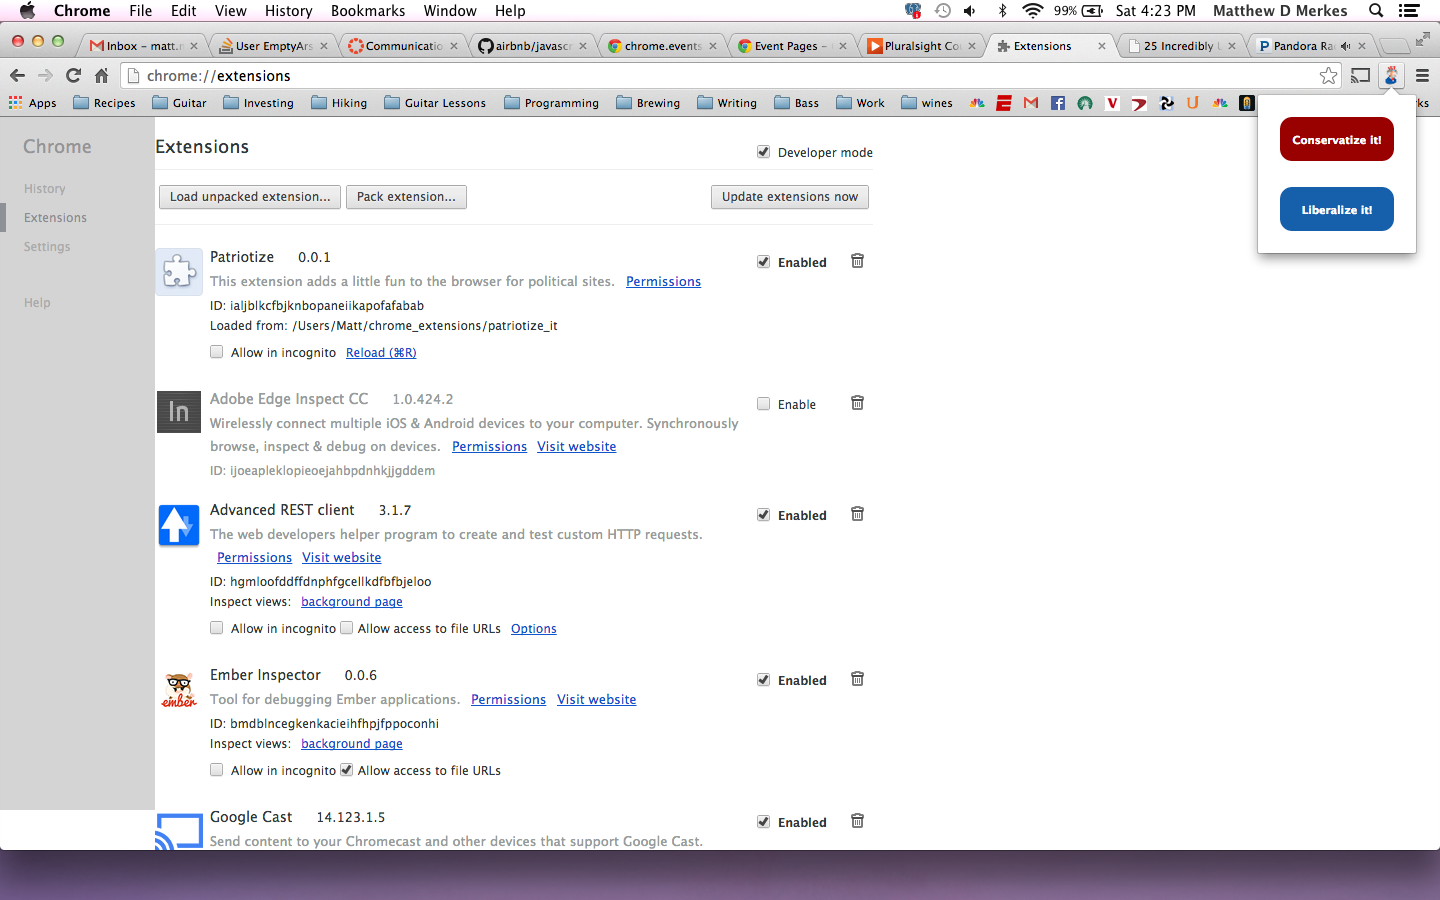 Chrome File Edit View History Bookmarks Window Help 99% Sat 4:23 PM Matthew D Merkes
Inbox – matt.r User EmptyArs Communicatio airbnb/javasc chrome.events Event Pages – Pluralsight Co Extensions 25 Incredibly Pandora Ra
chrome://extensions
Apps Recipes Guitar Investing Hiking Guitar Lessons Programming Brewing Writing Bass Work wines
Conservatize it!
Liberalize it!
Chrome
History
Extensions
Settings
Help
Extensions
Developer mode
Load unpacked extension... Pack extension... Update extensions now
Patriotize 0.0.1 Enabled
This extension adds a little fun to the browser for political sites. Permissions
ID: ialjblkcfbjknbopaneiikapofafabab
Loaded from: /Users/Matt/chrome_extensions/patriotize_it
Allow in incognito Reload (⌘R)
In
Adobe Edge Inspect CC 1.0.424.2 Enable
Wirelessly connect multiple iOS & Android devices to your computer. Synchronously
browse, inspect & debug on devices. Permissions Visit website
ID: ijoeapleklopieoejahbpdnhkjjgddem
Advanced REST client 3.1.7 Enabled
The web developers helper program to create and test custom HTTP requests.
Permissions Visit website
ID: hgmloofddffdnphfgcellkdfbfbjeloo
Inspect views: background page
Allow in incognito Allow access to file URLs Options
ember
Ember Inspector 0.0.6 Enabled
Tool for debugging Ember applications. Permissions Visit website
ID: bmdblncegkenkacieihfhpjfppoconhi
Inspect views: background page
Allow in incognito Allow access to file URLs
Google Cast 14.123.1.5 Enabled
Send content to your Chromecast and other devices that support Google Cast.